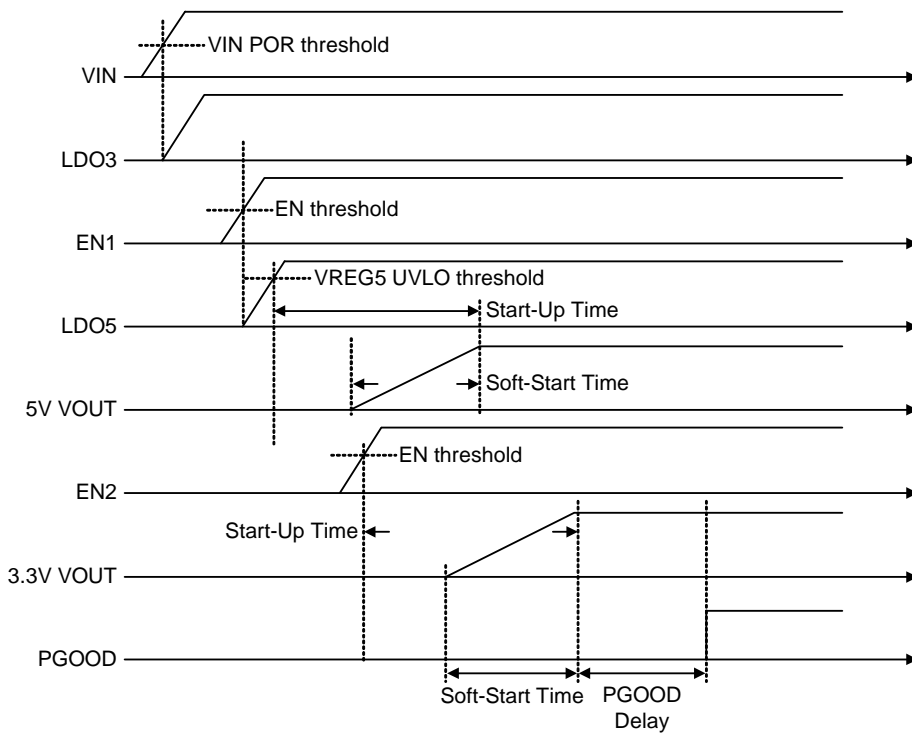 VIN POR threshold
VIN
LDO3
EN threshold
EN1
VREG5 UVLO threshold
Start-Up Time
LDO5
Soft-Start Time
5V VOUT
EN threshold
EN2
Start-Up Time
3.3V VOUT
PGOOD
Soft-Start Time
PGOOD
Delay